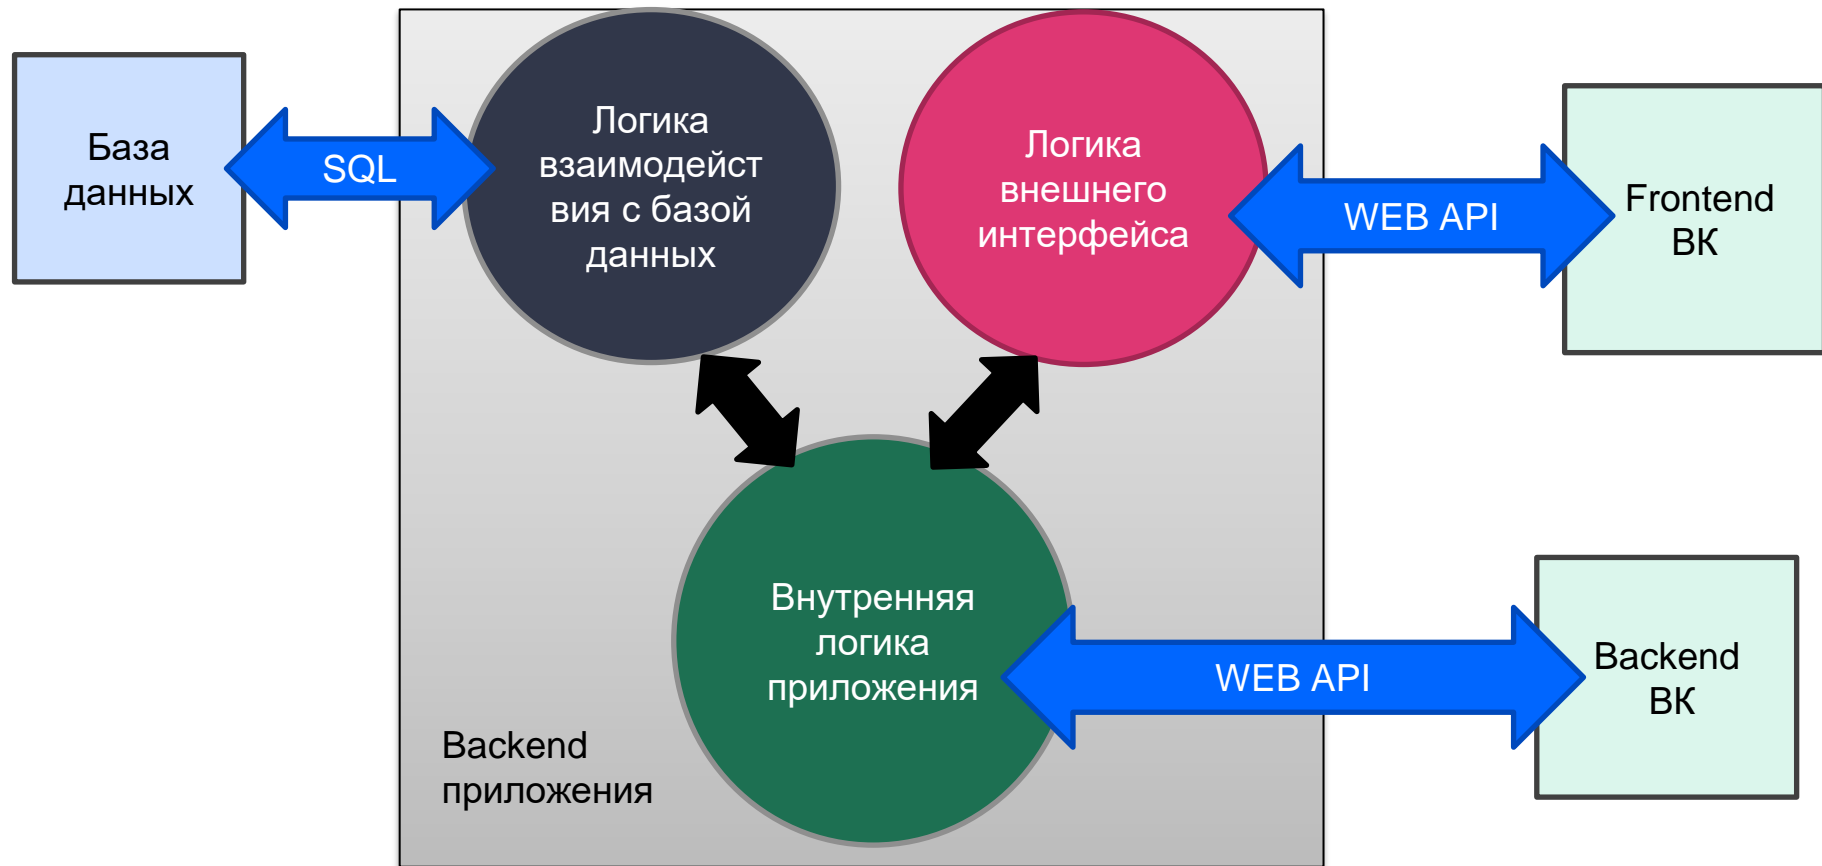 База
данных
SQL
Логика
взаимодейст
вия с базой
данных
Логика
внешнего
интерфейса
WEB API
Frontend
ВК
Внутренняя
логика
приложения
WEB API
Backend
ВК
Backend
приложения